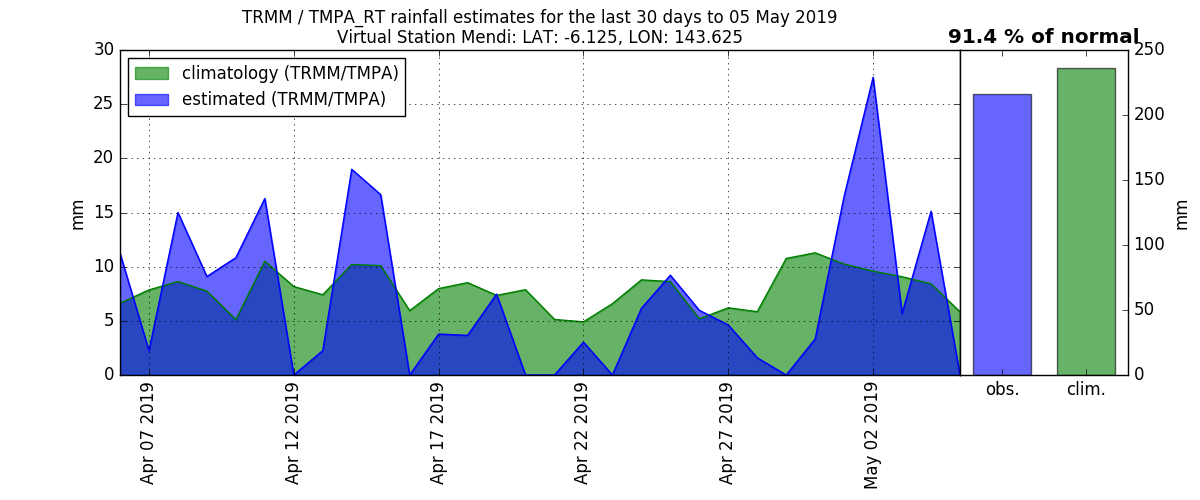 TRMM / TMPA_RT rainfall estimates for the last 30 days to 05 May 2019
Virtual Station Mendi: LAT: -6.125, LON: 143.625
91.4 % of normal
climatology (TRMM/TMPA)
estimated (TRMM/TMPA)
30
25
20
15
10
5
0
mm
Apr 07 2019
Apr 12 2019
Apr 17 2019
Apr 22 2019
Apr 27 2019
May 02 2019
250
200
150
100
50
0
mm
obs.
clim.